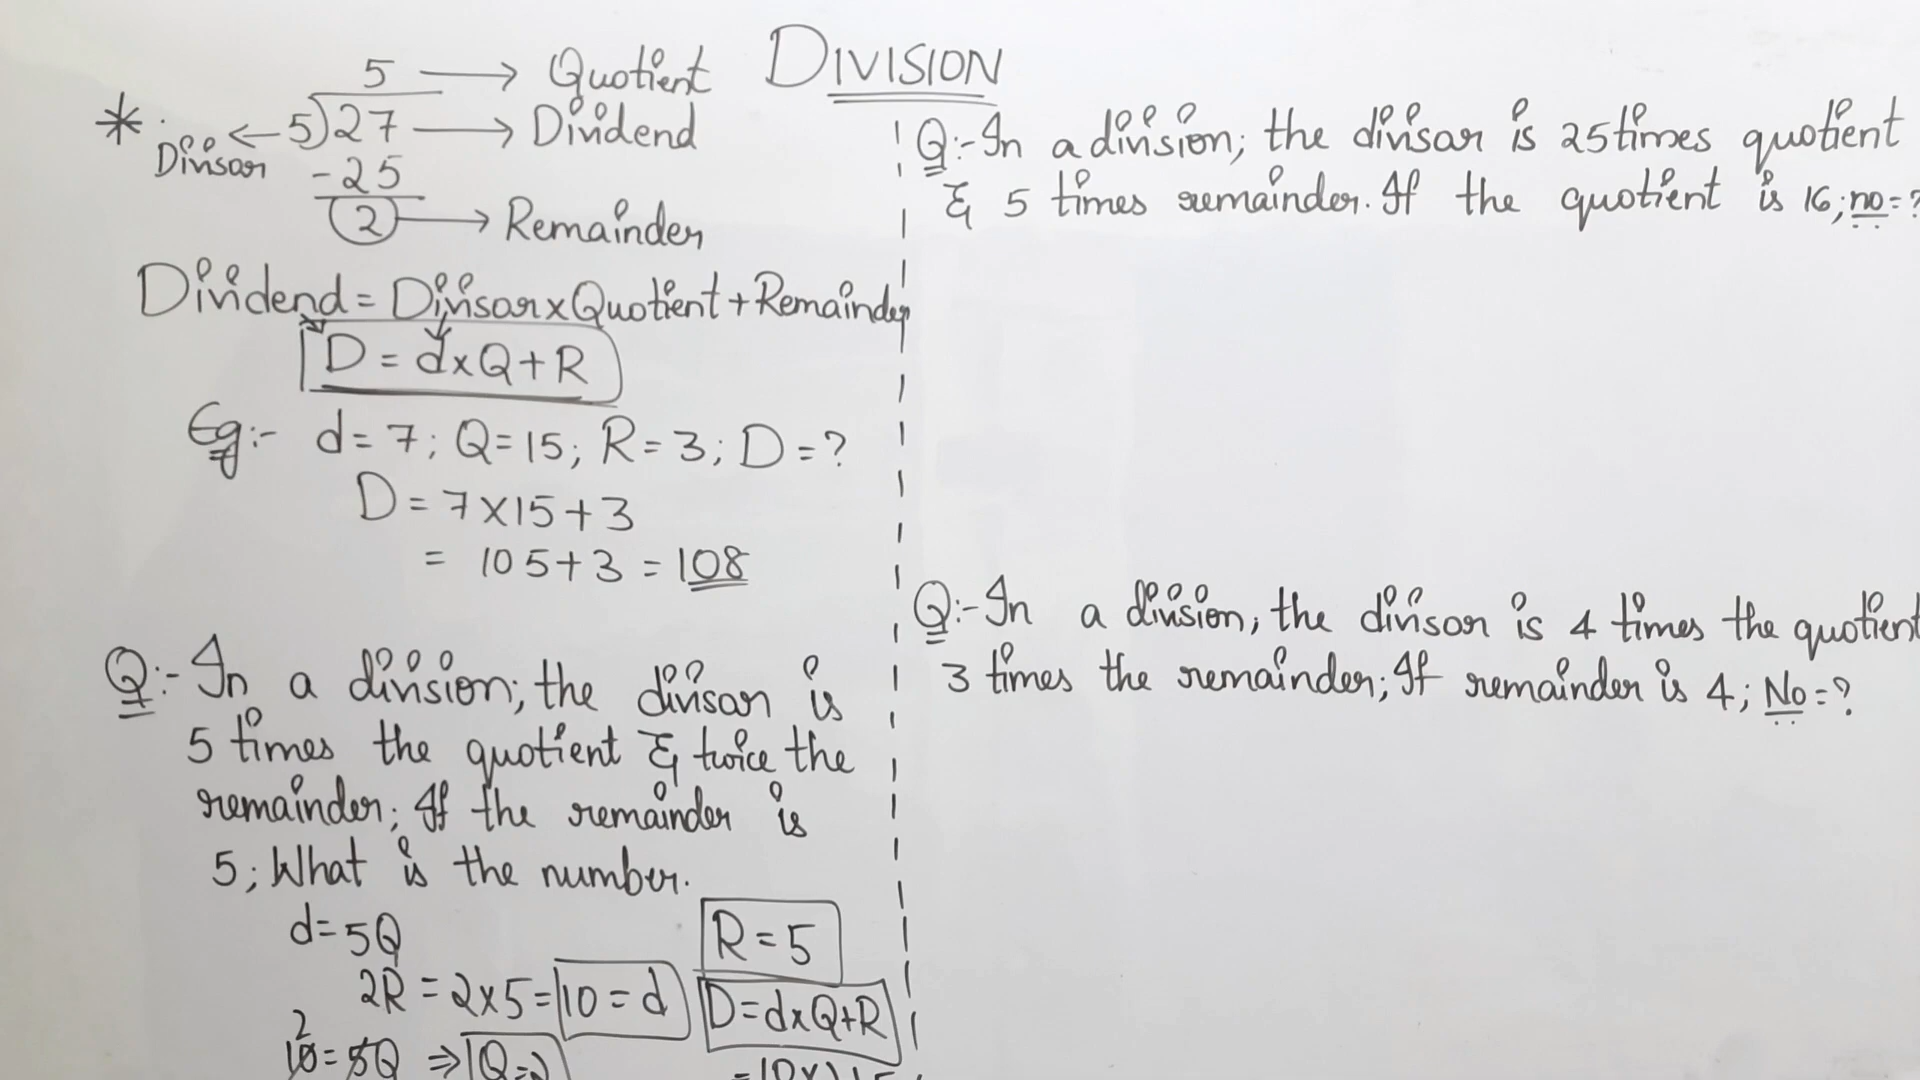 DIVISION
5 → Quotient
* Divisor ← 5)27 → Dividend
-25
2 → Remainder
Dividend = Divisor x Quotient + Remainder
D = d x Q + R
Eg:- d = 7; Q = 15; R = 3; D = ?
D = 7 x 15 + 3
= 105 + 3 = 108
Q:- In a division; the divisor is
5 times the quotient & twice the
remainder; If the remainder is
5; What is the number.
d = 5Q
R = 5
2R = 2 x 5 = 10 = d
D = d x Q + R
2
10 = 5Q ⇒ Q = 2
Q:- In a division; the divisor is 25 times quotient
& 5 times remainder. If the quotient is 16; no = ?
Q:- In a division, the divisor is 4 times the quotient
3 times the remainder; If remainder is 4; No = ?